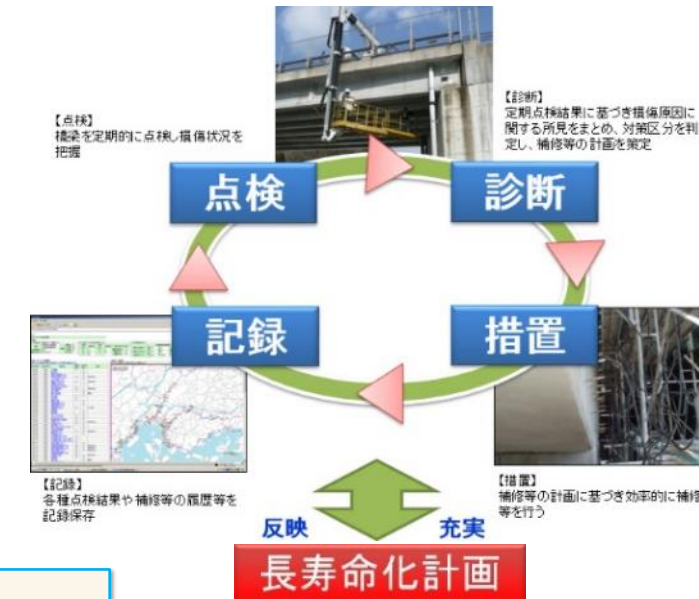 【点検】
橋梁を定期的に点検し損傷状況を
把握
【診断】
定期点検結果に基づき損傷原因に
関する所見をまとめ、対策区分を判
定し、補修等の計画を策定
点検
診断
記録
措置
【記録】
各種点検結果や補修等の履歴等を
記録保存
【措置】
補修等の計画に基づき効率的に補修
等を行う
反映
充実
長寿命化計画